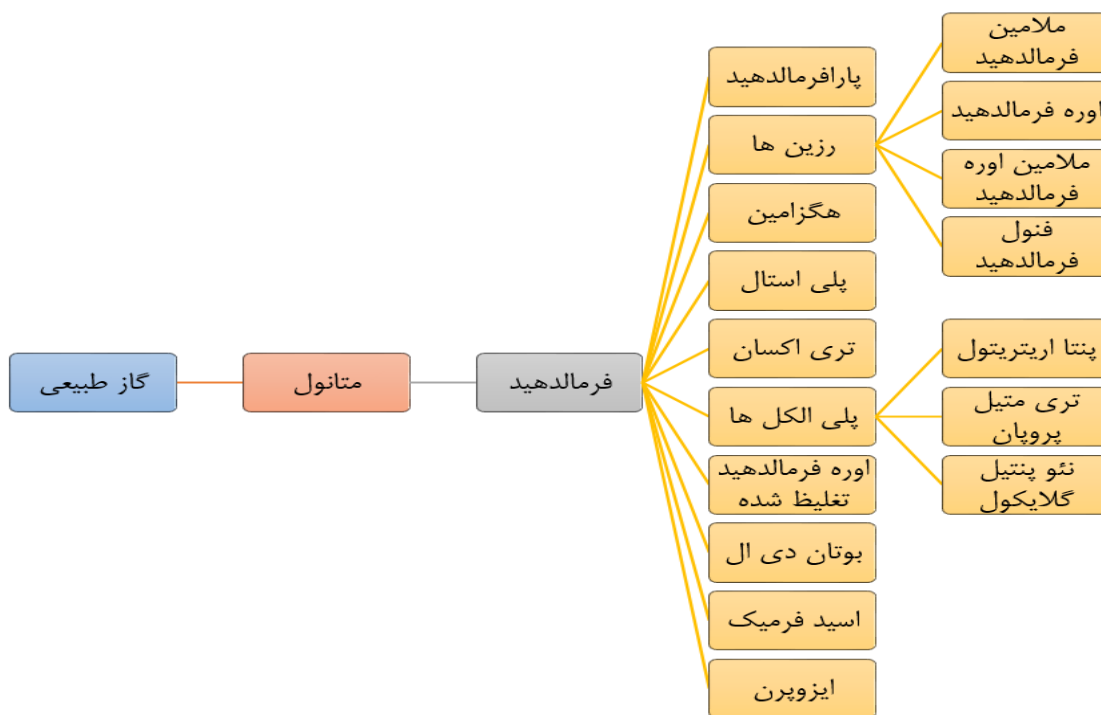 گاز طبیعی
متانول
فرمالدهید
پارافرمالدهید
رزین ها
هگزامین
پلی استال
تری اکسان
پلی الکل ها
اوره فرمالدهید
تغلیظ شده
بوتان دی ال
اسید فرمیک
ایزوپرن
ملامین
فرمالدهید
اوره فرمالدهید
ملامین اوره
فرمالدهید
فنول
فرمالدهید
پنتا اریتریتول
تری متیل
پروپان
نئو پنتیل
گلایکول